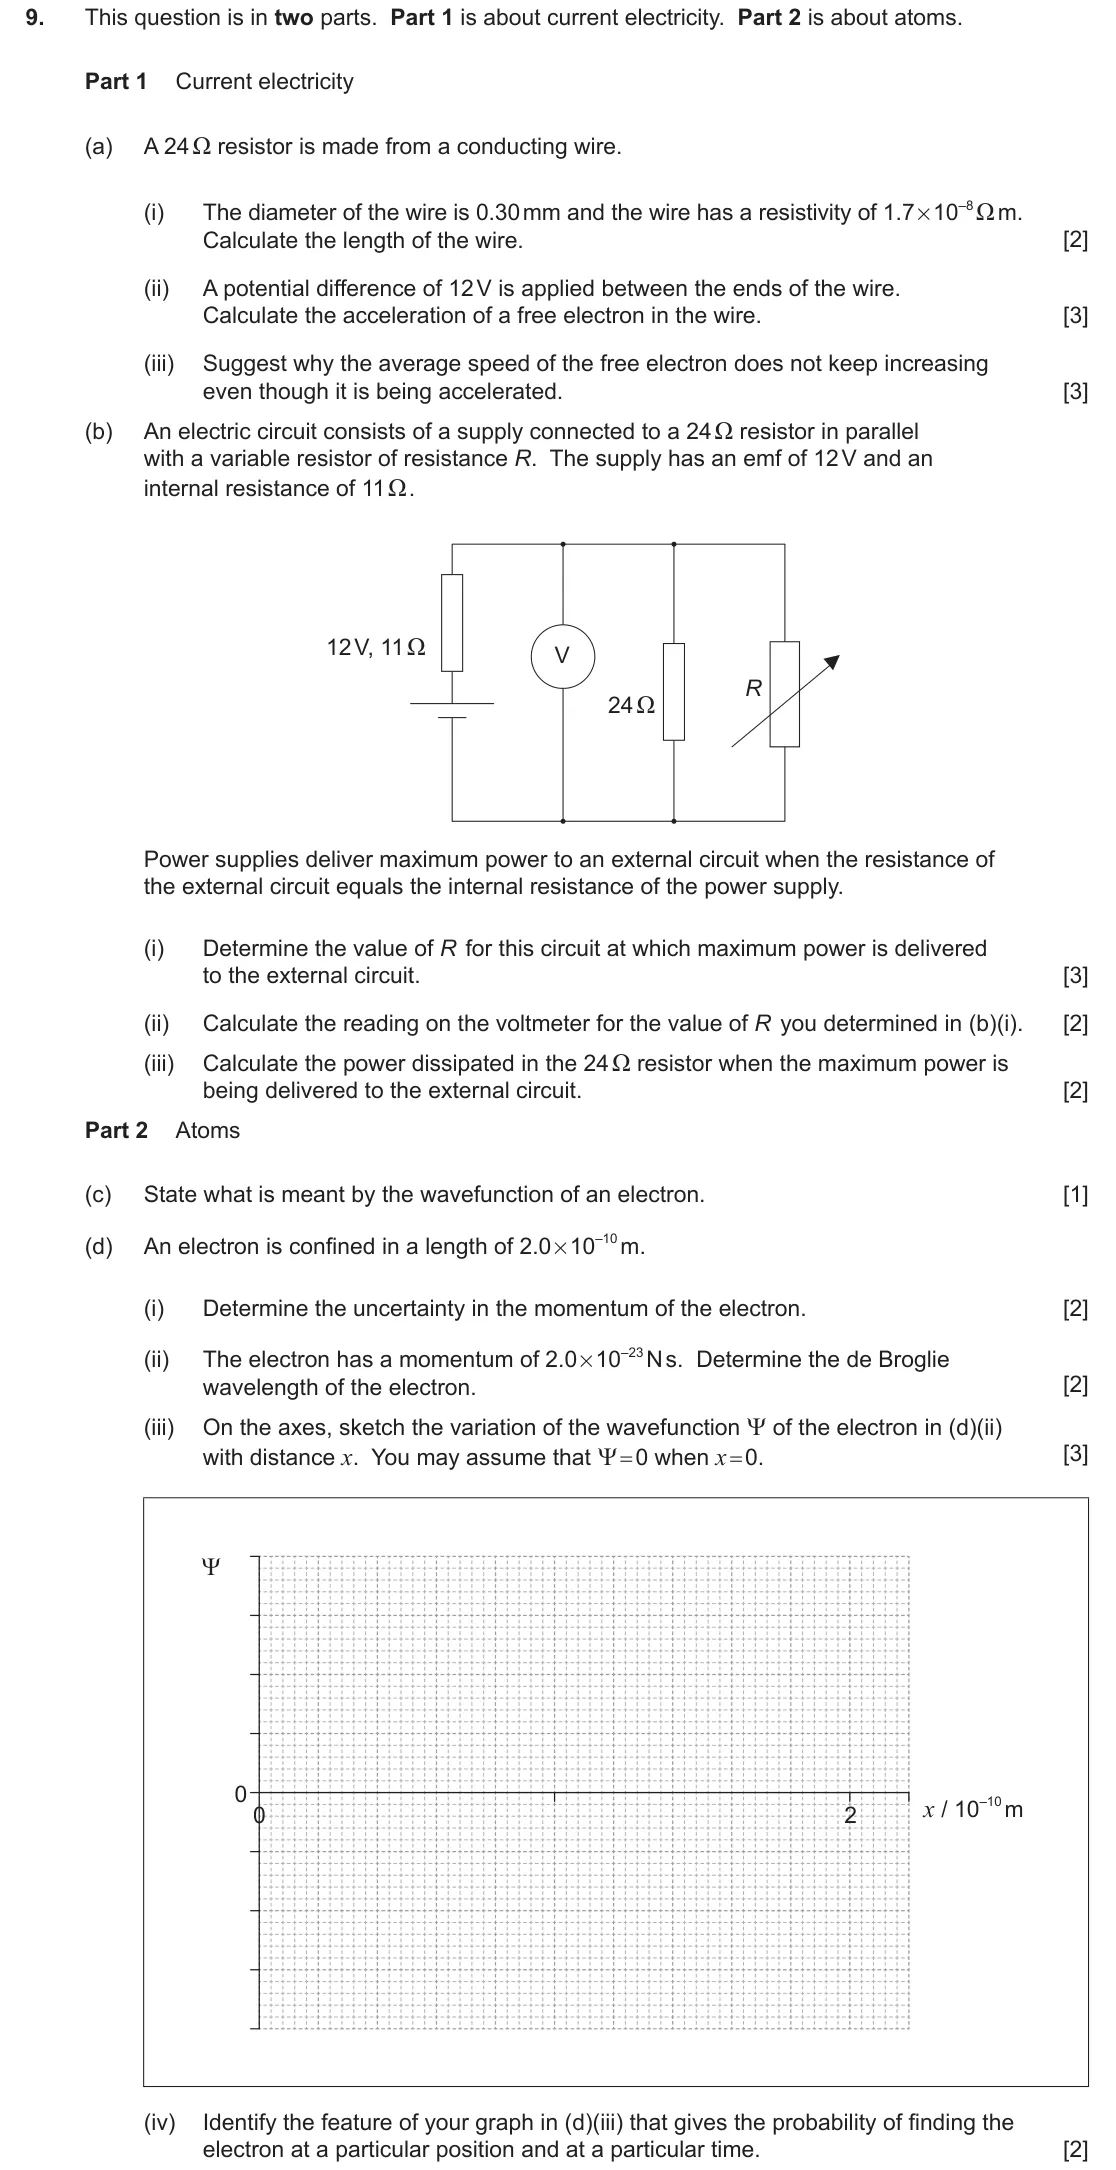 9. This question is in two parts. Part 1 is about current electricity. Part 2 is about atoms.
Part 1 Current electricity
(a) A 24 Ω resistor is made from a conducting wire.
(i) The diameter of the wire is 0.30 mm and the wire has a resistivity of 1.7×10⁻⁸ Ω m.
Calculate the length of the wire. [2]
(ii) A potential difference of 12 V is applied between the ends of the wire.
Calculate the acceleration of a free electron in the wire. [3]
(iii) Suggest why the average speed of the free electron does not keep increasing
even though it is being accelerated. [3]
(b) An electric circuit consists of a supply connected to a 24 Ω resistor in parallel
with a variable resistor of resistance R. The supply has an emf of 12 V and an
internal resistance of 11 Ω.
12 V, 11 Ω
V
24 Ω
R
Power supplies deliver maximum power to an external circuit when the resistance of
the external circuit equals the internal resistance of the power supply.
(i) Determine the value of R for this circuit at which maximum power is delivered
to the external circuit. [3]
(ii) Calculate the reading on the voltmeter for the value of R you determined in (b)(i). [2]
(iii) Calculate the power dissipated in the 24 Ω resistor when the maximum power is
being delivered to the external circuit. [2]
Part 2 Atoms
(c) State what is meant by the wavefunction of an electron. [1]
(d) An electron is confined in a length of 2.0×10⁻¹⁰ m.
(i) Determine the uncertainty in the momentum of the electron. [2]
(ii) The electron has a momentum of 2.0×10⁻²³ N s. Determine the de Broglie
wavelength of the electron. [2]
(iii) On the axes, sketch the variation of the wavefunction Ψ of the electron in (d)(ii)
with distance x. You may assume that Ψ=0 when x=0. [3]
Ψ
0
0 2 x / 10⁻¹⁰ m
(iv) Identify the feature of your graph in (d)(iii) that gives the probability of finding the
electron at a particular position and at a particular time. [2]